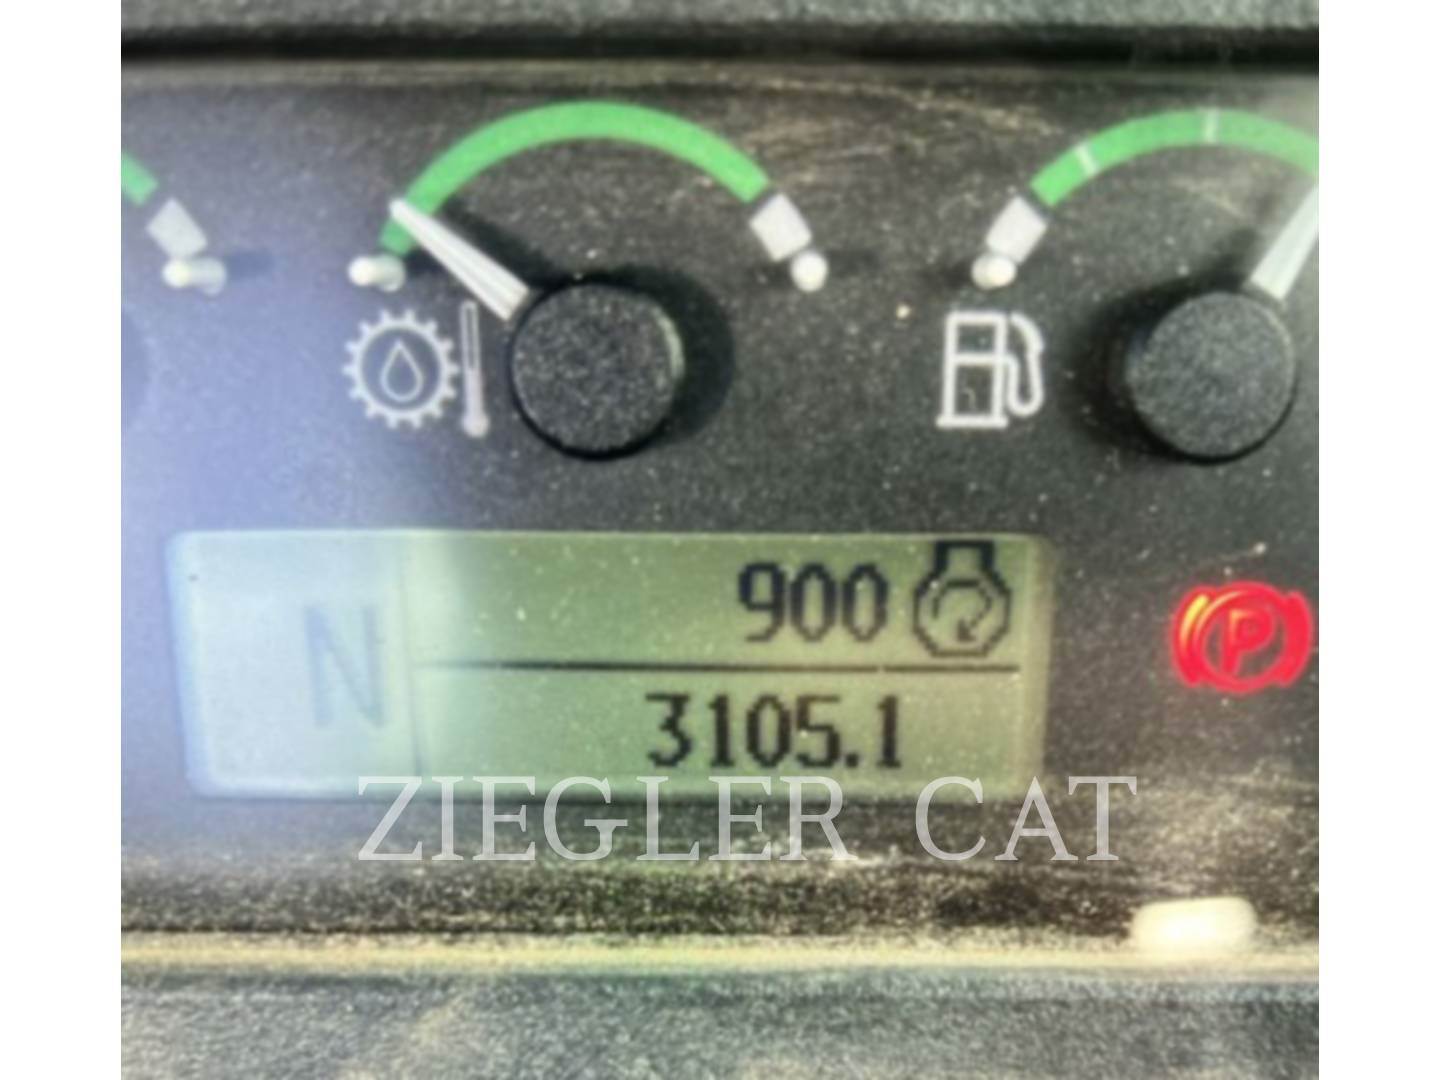 900
N
3105.1
P
ZIEGLER CAT